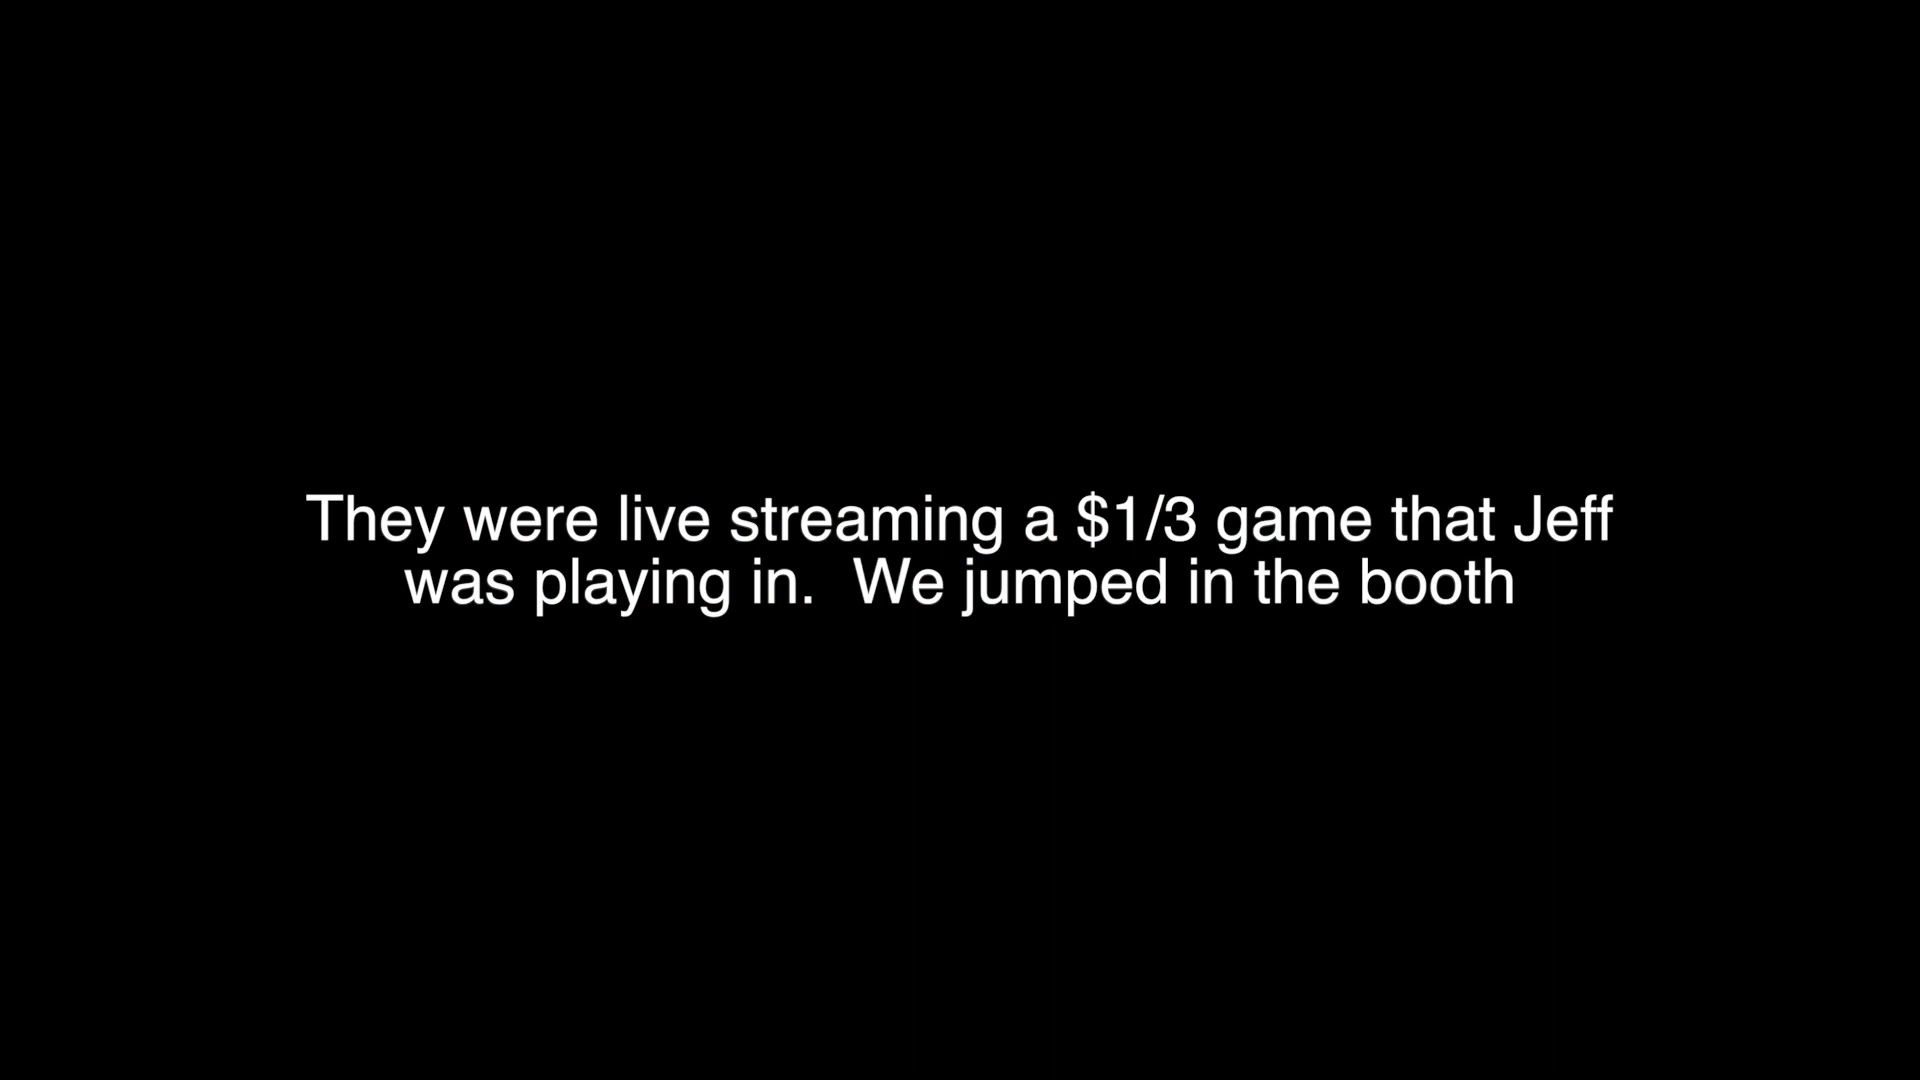 They were live streaming a $1/3 game that Jeff
was playing in.  We jumped in the booth